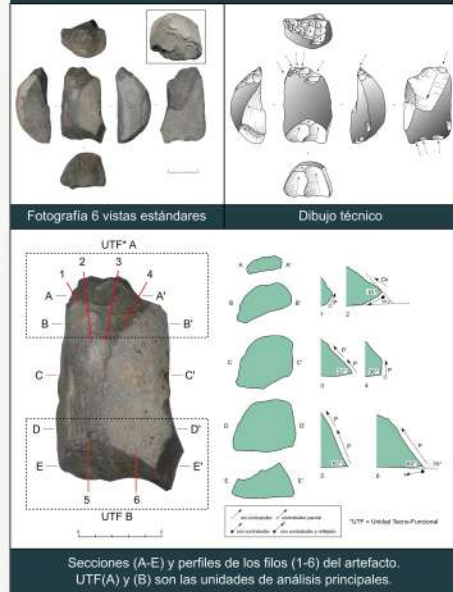 Fotografía 6 vistas estándares
Dibujo técnico
UTF* A
2
3
1
4
A
A'
B
B'
C
C'
D
D'
E
E'
5
6
UTF B
A
A'
B
B'
C
C'
D
D'
E
E'
1
2
3
4
5
6
P
P
P
P
P
*UTF = Unidad Tecno-Funcional
Secciones (A-E) y perfiles de los filos (1-6) del artefacto.
UTF(A) y (B) son las unidades de análisis principales.